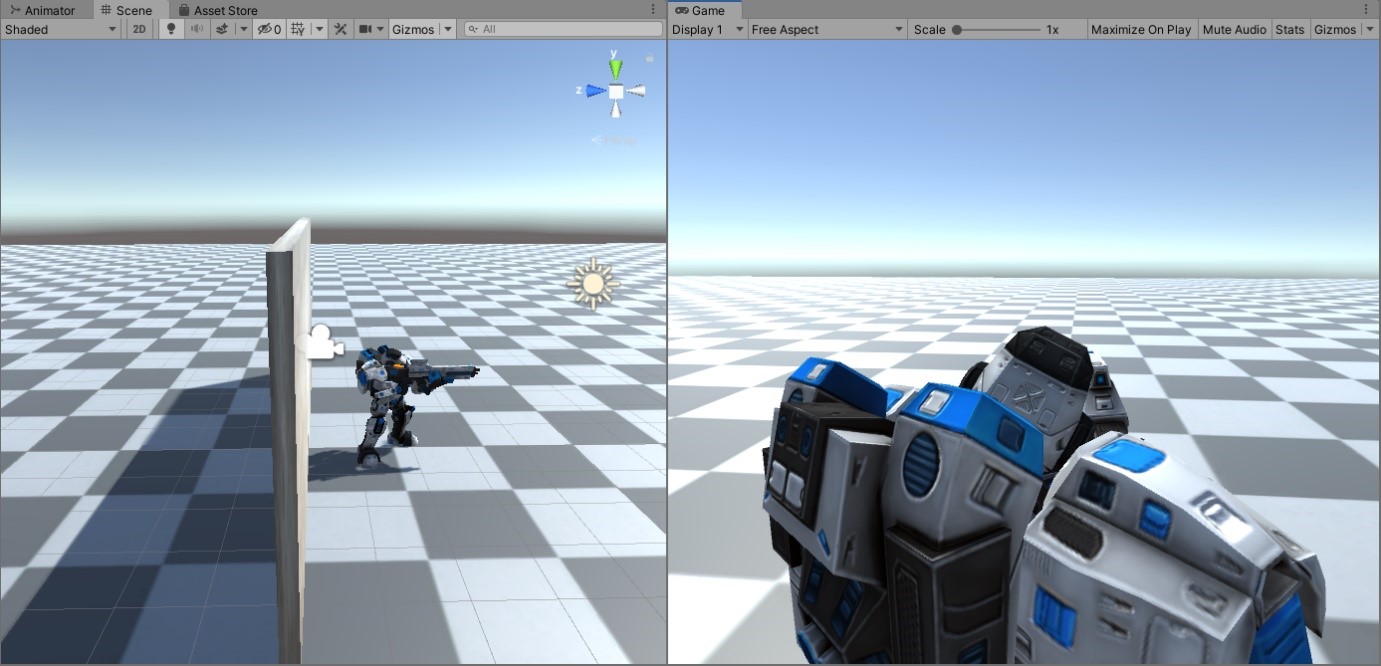 Animator Scene Asset Store
Game
Shaded 2D 0 Gizmos All
Display 1 Free Aspect Scale 1x Maximize On Play Mute Audio Stats Gizmos
y
z